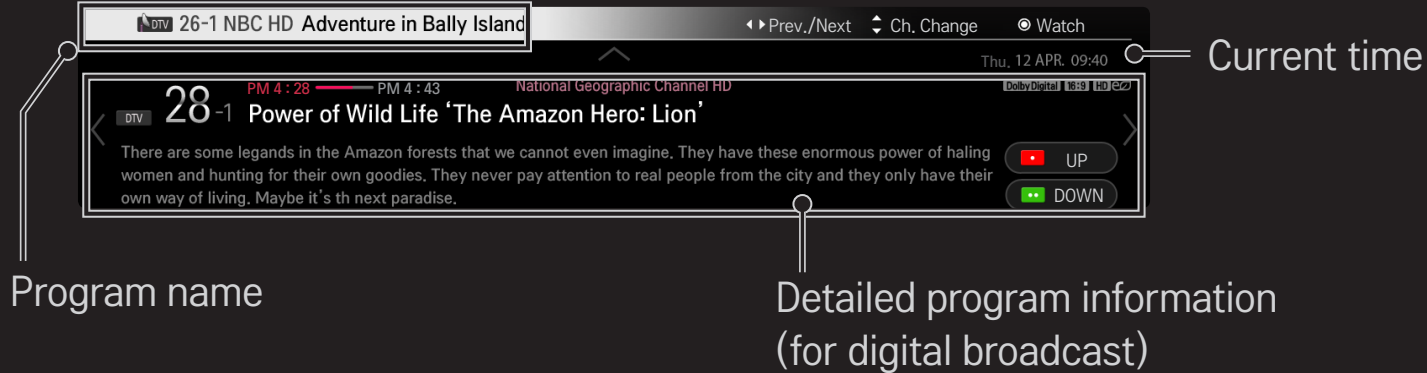 DTV 26-1 NBC HD Adventure in Bally Island
Prev./Next Ch. Change Watch
Thu. 12 APR. 09:40
Current time
PM 4 : 28 PM 4 : 43 National Geographic Channel HD
Dolby Digital 16:9 HD
DTV 28-1 Power of Wild Life ‘The Amazon Hero: Lion’
There are some legands in the Amazon forests that we cannot even imagine. They have these enormous power of haling
women and hunting for their own goodies. They never pay attention to real people from the city and they only have their
own way of living. Maybe it’s th next paradise.
UP
DOWN
Program name
Detailed program information
(for digital broadcast)